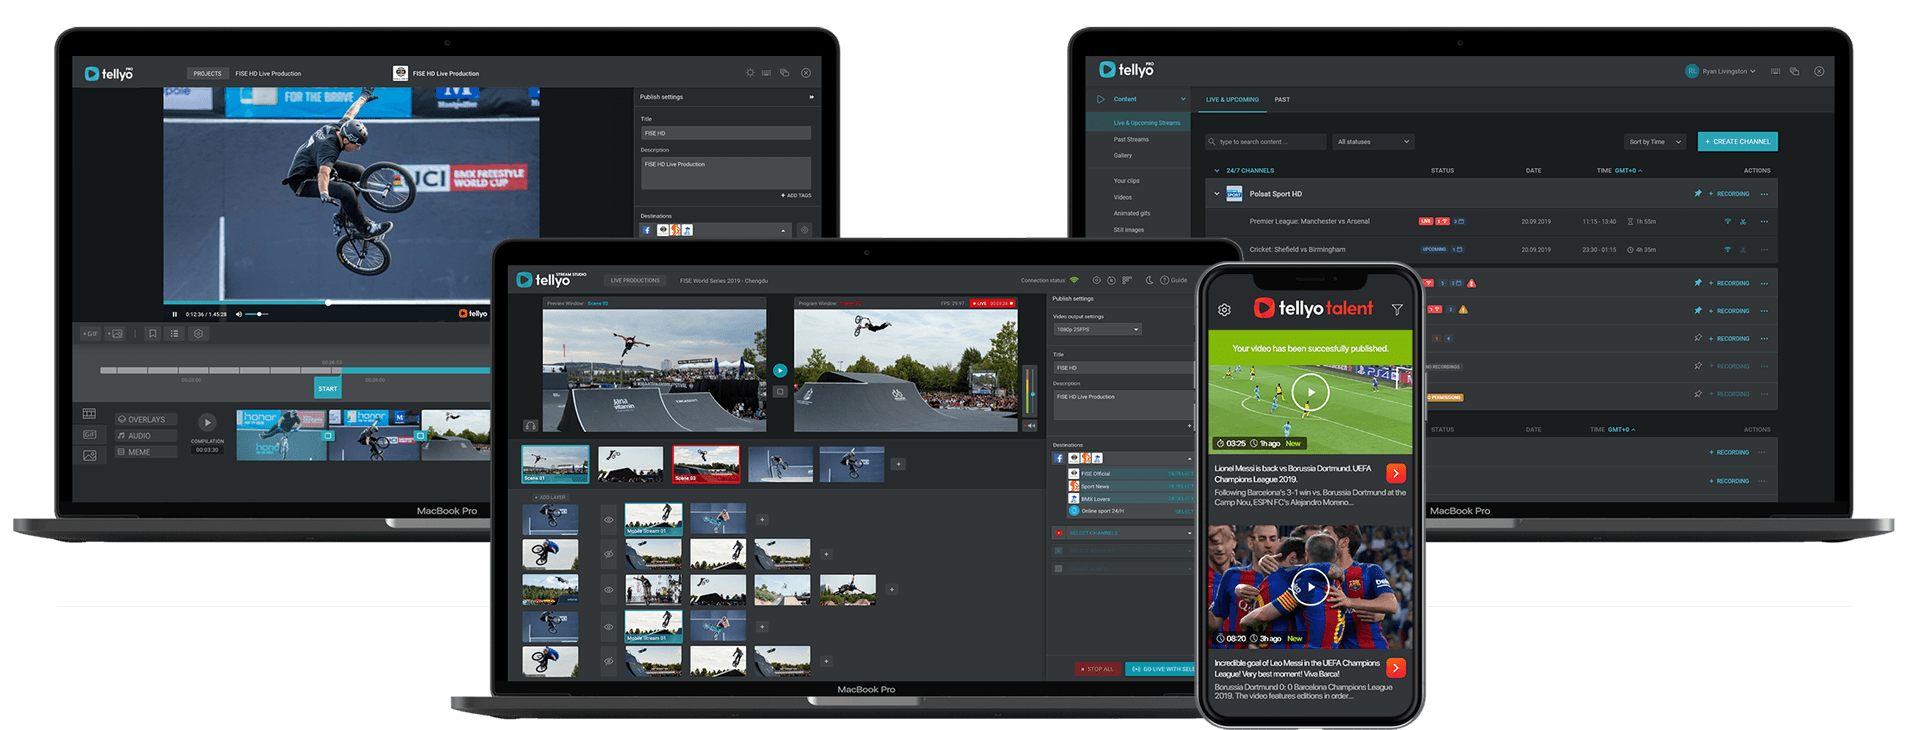 tellyo PRO
PROJECTS
FISE HD Live Production
FISE HD Live Production
FOR THE BRAVE
Montpellier
UCI BMX FREESTYLE
WORLD CUP
Publish settings
Title
FISE HD
Description
FISE HD Live Production
+ ADD TAGS
Destinations
0:12:36 / 1:45:28
tellyo
+ GIF
START
OVERLAYS
AUDIO
MEME
GIF
COMPILATION
00:03:30
honor
honor
MacBook Pro
tellyo STREAM STUDIO
LIVE PRODUCTIONS
FISE World Series 2019 - Chengdu
Connection status:
Guide
Preview Window: Scene 02
Program Window:
FPS: 29.97
LIVE
Publish settings
Video output settings
1080p 25FPS
Title
FISE HD
Description
FISE HD Live Production
Destinations
FISE Official
Sport News
BMX Lovers
Online sport 24/H
SELECT
SELECT CHANNELS
Scene 01
Scene 03
+ ADD LAYER
Mobile Stream 01
Mobile Stream 01
STOP ALL
GO LIVE WITH SELE
MacBook Pro
tellyo PRO
RL
Ryan Livingston
Content
Live & Upcoming Streams
Past Streams
Gallery
Your clips
Videos
Animated gifs
Still images
LIVE & UPCOMING
PAST
type to search content ...
All statuses
Sort by Time
+ CREATE CHANNEL
24/7 CHANNELS
STATUS
DATE
TIME GMT+0
ACTIONS
Polsat Sport HD
+ RECORDING
Premier League: Manchester vs Arsenal
LIVE
20.09.2019
11:15 - 13:40
1h 55m
Cricket: Shefield vs Birmingham
UPCOMING
20.09.2019
23:30 - 01:15
4h 35m
+ RECORDING
+ RECORDING
+ RECORDING
NO RECORDINGS
+ RECORDING
PERMISSIONS
+ RECORDING
STATUS
DATE
TIME GMT+0
ACTIONS
+ RECORDING
+ RECORDING
MacBook Pro
tellyo talent
Your video has been succesfully published.
03:25
1h ago
New
Lionel Messi is back vs Borussia Dortmund. UEFA
Champions League 2019.
Following Barcelona's 3-1 win vs. Borussia Dortmund at the
Camp Nou, ESPN FC's Alejandro Moreno...
08:20
3h ago
New
Incredible goal of Leo Messi in the UEFA Champions
League! Very best moment! Viva Barca!
Borussia Dortmund 0: 0 Barcelona Champions League
2019. The video features editions in order...